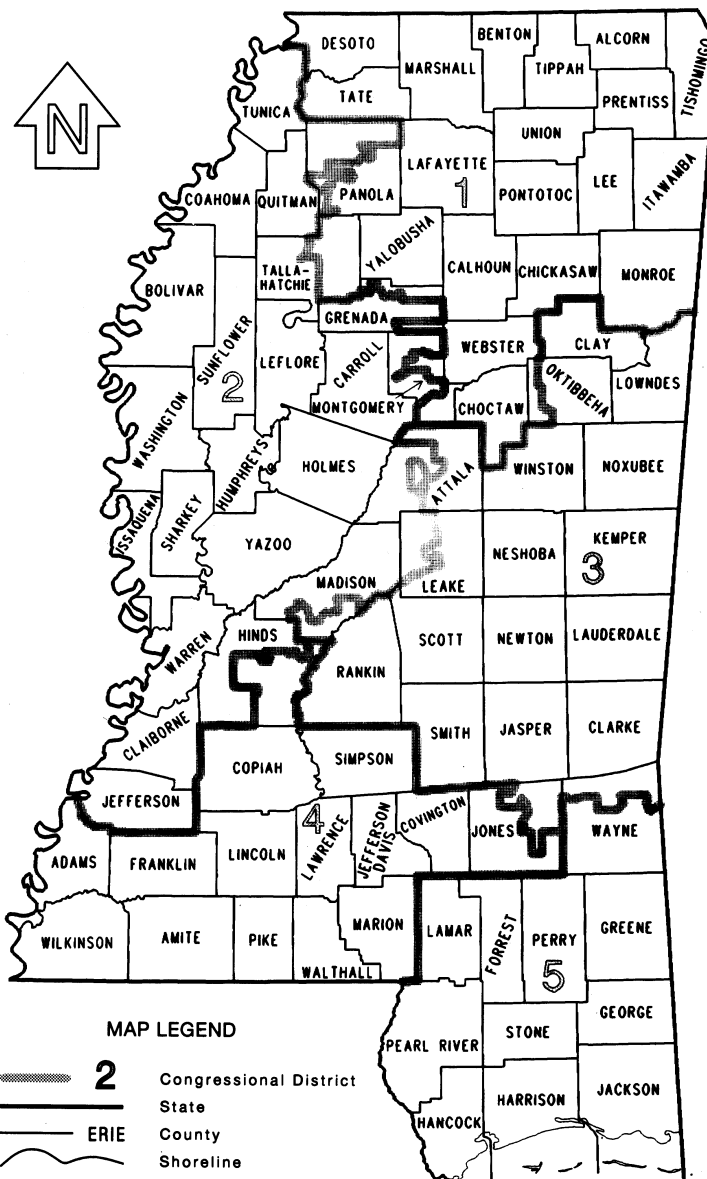 DESOTO
BENTON
ALCORN
TISHOMINGO
MARSHALL
TIPPAH
PRENTISS
TATE
TUNICA
N
UNION
LAFAYETTE
1
LEE
ITAWAMBA
PONTOTOC
COAHOMA
QUITMAN
PANOLA
YALOBUSHA
CALHOUN
CHICKASAW
MONROE
TALLA-
HATCHIE
BOLIVAR
GRENADA
SUNFLOWER
2
LEFLORE
CARROLL
WEBSTER
CLAY
OKTIBBEHA
LOWNDES
MONTGOMERY
CHOCTAW
WASHINGTON
HUMPHREYS
HOLMES
ATTALA
WINSTON
NOXUBEE
ISSAQUENA
SHARKEY
YAZOO
NESHOBA
KEMPER
3
MADISON
LEAKE
HINDS
SCOTT
NEWTON
LAUDERDALE
WARREN
RANKIN
CLAIBORNE
SMITH
JASPER
CLARKE
COPIAH
SIMPSON
JEFFERSON
4
LAWRENCE
JEFFERSON
DAVIS
COVINGTON
JONES
WAYNE
ADAMS
FRANKLIN
LINCOLN
MARION
LAMAR
FORREST
PERRY
5
GREENE
WILKINSON
AMITE
PIKE
WALTHALL
GEORGE
STONE
PEARL RIVER
HANCOCK
HARRISON
JACKSON
MAP LEGEND
2 Congressional District
State
ERIE County
Shoreline